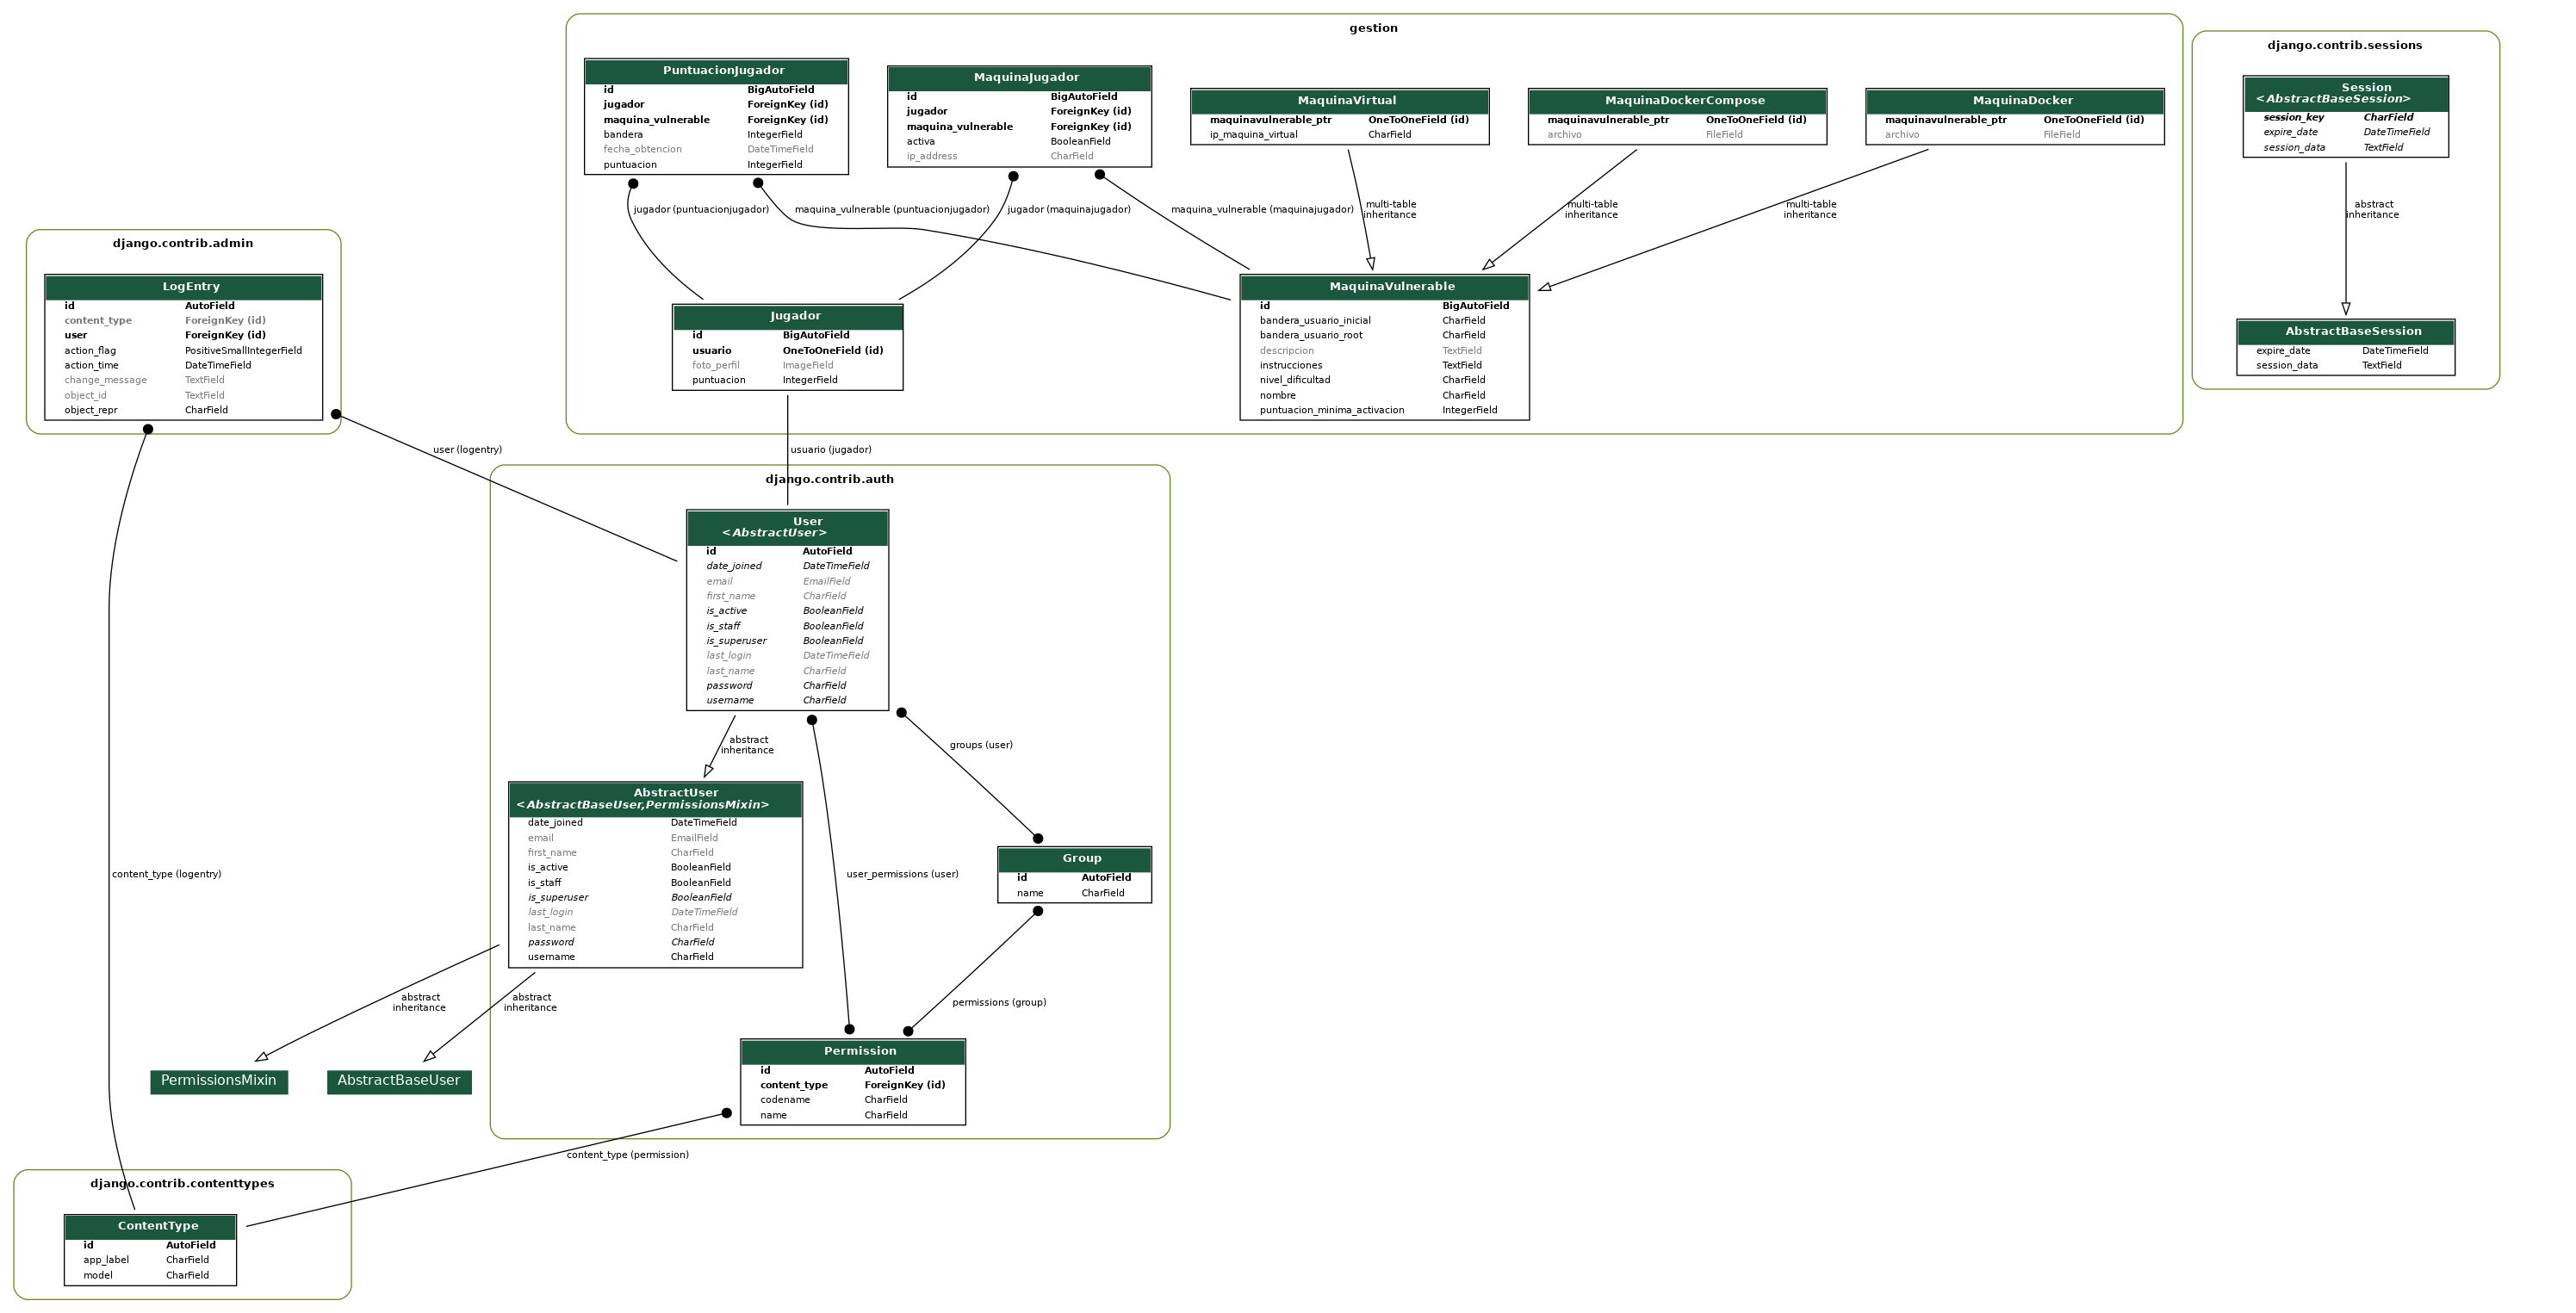 gestion
PuntuacionJugador
id BigAutoField
jugador ForeignKey (id)
maquina_vulnerable ForeignKey (id)
bandera IntegerField
fecha_obtencion DateTimeField
puntuacion IntegerField
MaquinaJugador
id BigAutoField
jugador ForeignKey (id)
maquina_vulnerable ForeignKey (id)
activa BooleanField
ip_address CharField
MaquinaVirtual
maquinavulnerable_ptr OneToOneField (id)
ip_maquina_virtual CharField
MaquinaDockerCompose
maquinavulnerable_ptr OneToOneField (id)
archivo FileField
MaquinaDocker
maquinavulnerable_ptr OneToOneField (id)
archivo FileField
django.contrib.sessions
Session
<AbstractBaseSession>
session_key CharField
expire_date DateTimeField
session_data TextField
jugador (puntuacionjugador)
maquina_vulnerable (puntuacionjugador)
jugador (maquinajugador)
maquina_vulnerable (maquinajugador)
multi-table
inheritance
multi-table
inheritance
multi-table
inheritance
abstract
inheritance
django.contrib.admin
LogEntry
id AutoField
content_type ForeignKey (id)
user ForeignKey (id)
action_flag PositiveSmallIntegerField
action_time DateTimeField
change_message TextField
object_id TextField
object_repr CharField
Jugador
id BigAutoField
usuario OneToOneField (id)
foto_perfil ImageField
puntuacion IntegerField
MaquinaVulnerable
id BigAutoField
bandera_usuario_inicial CharField
bandera_usuario_root CharField
descripcion TextField
instrucciones TextField
nivel_dificultad CharField
nombre CharField
puntuacion_minima_activacion IntegerField
AbstractBaseSession
expire_date DateTimeField
session_data TextField
user (logentry)
usuario (jugador)
django.contrib.auth
User
<AbstractUser>
id AutoField
date_joined DateTimeField
email EmailField
first_name CharField
is_active BooleanField
is_staff BooleanField
is_superuser BooleanField
last_login DateTimeField
last_name CharField
password CharField
username CharField
abstract
inheritance
groups (user)
AbstractUser
<AbstractBaseUser,PermissionsMixin>
date_joined DateTimeField
email EmailField
first_name CharField
is_active BooleanField
is_staff BooleanField
is_superuser BooleanField
last_login DateTimeField
last_name CharField
password CharField
username CharField
content_type (logentry)
user_permissions (user)
Group
id AutoField
name CharField
abstract
inheritance
abstract
inheritance
permissions (group)
PermissionsMixin
AbstractBaseUser
Permission
id AutoField
content_type ForeignKey (id)
codename CharField
name CharField
content_type (permission)
django.contrib.contenttypes
ContentType
id AutoField
app_label CharField
model CharField